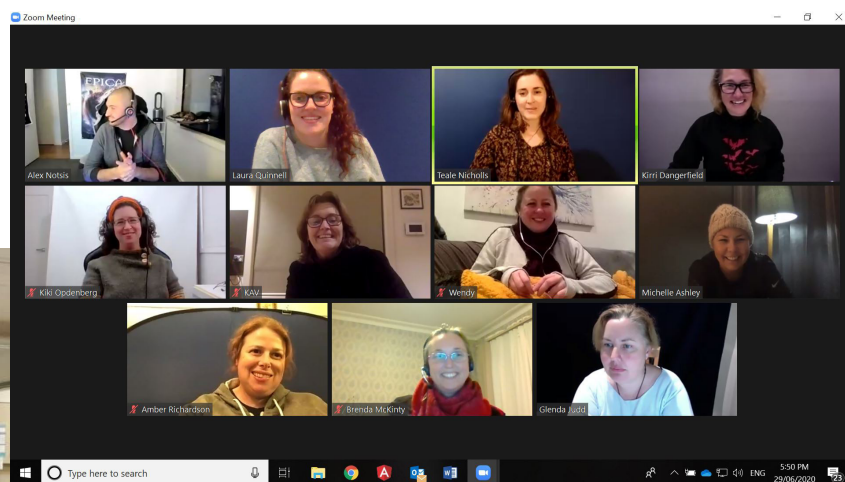 Zoom Meeting
EPICA
Alex Notsis
Laura Quinnell
Teale Nicholls
Kirri Dangerfield
Kiki Opdenberg
KAV
Wendy
Michelle Ashley
Amber Richardson
Brenda McKinty
Glenda Judd
Type here to search
ENG
5:50 PM
29/06/2020
23